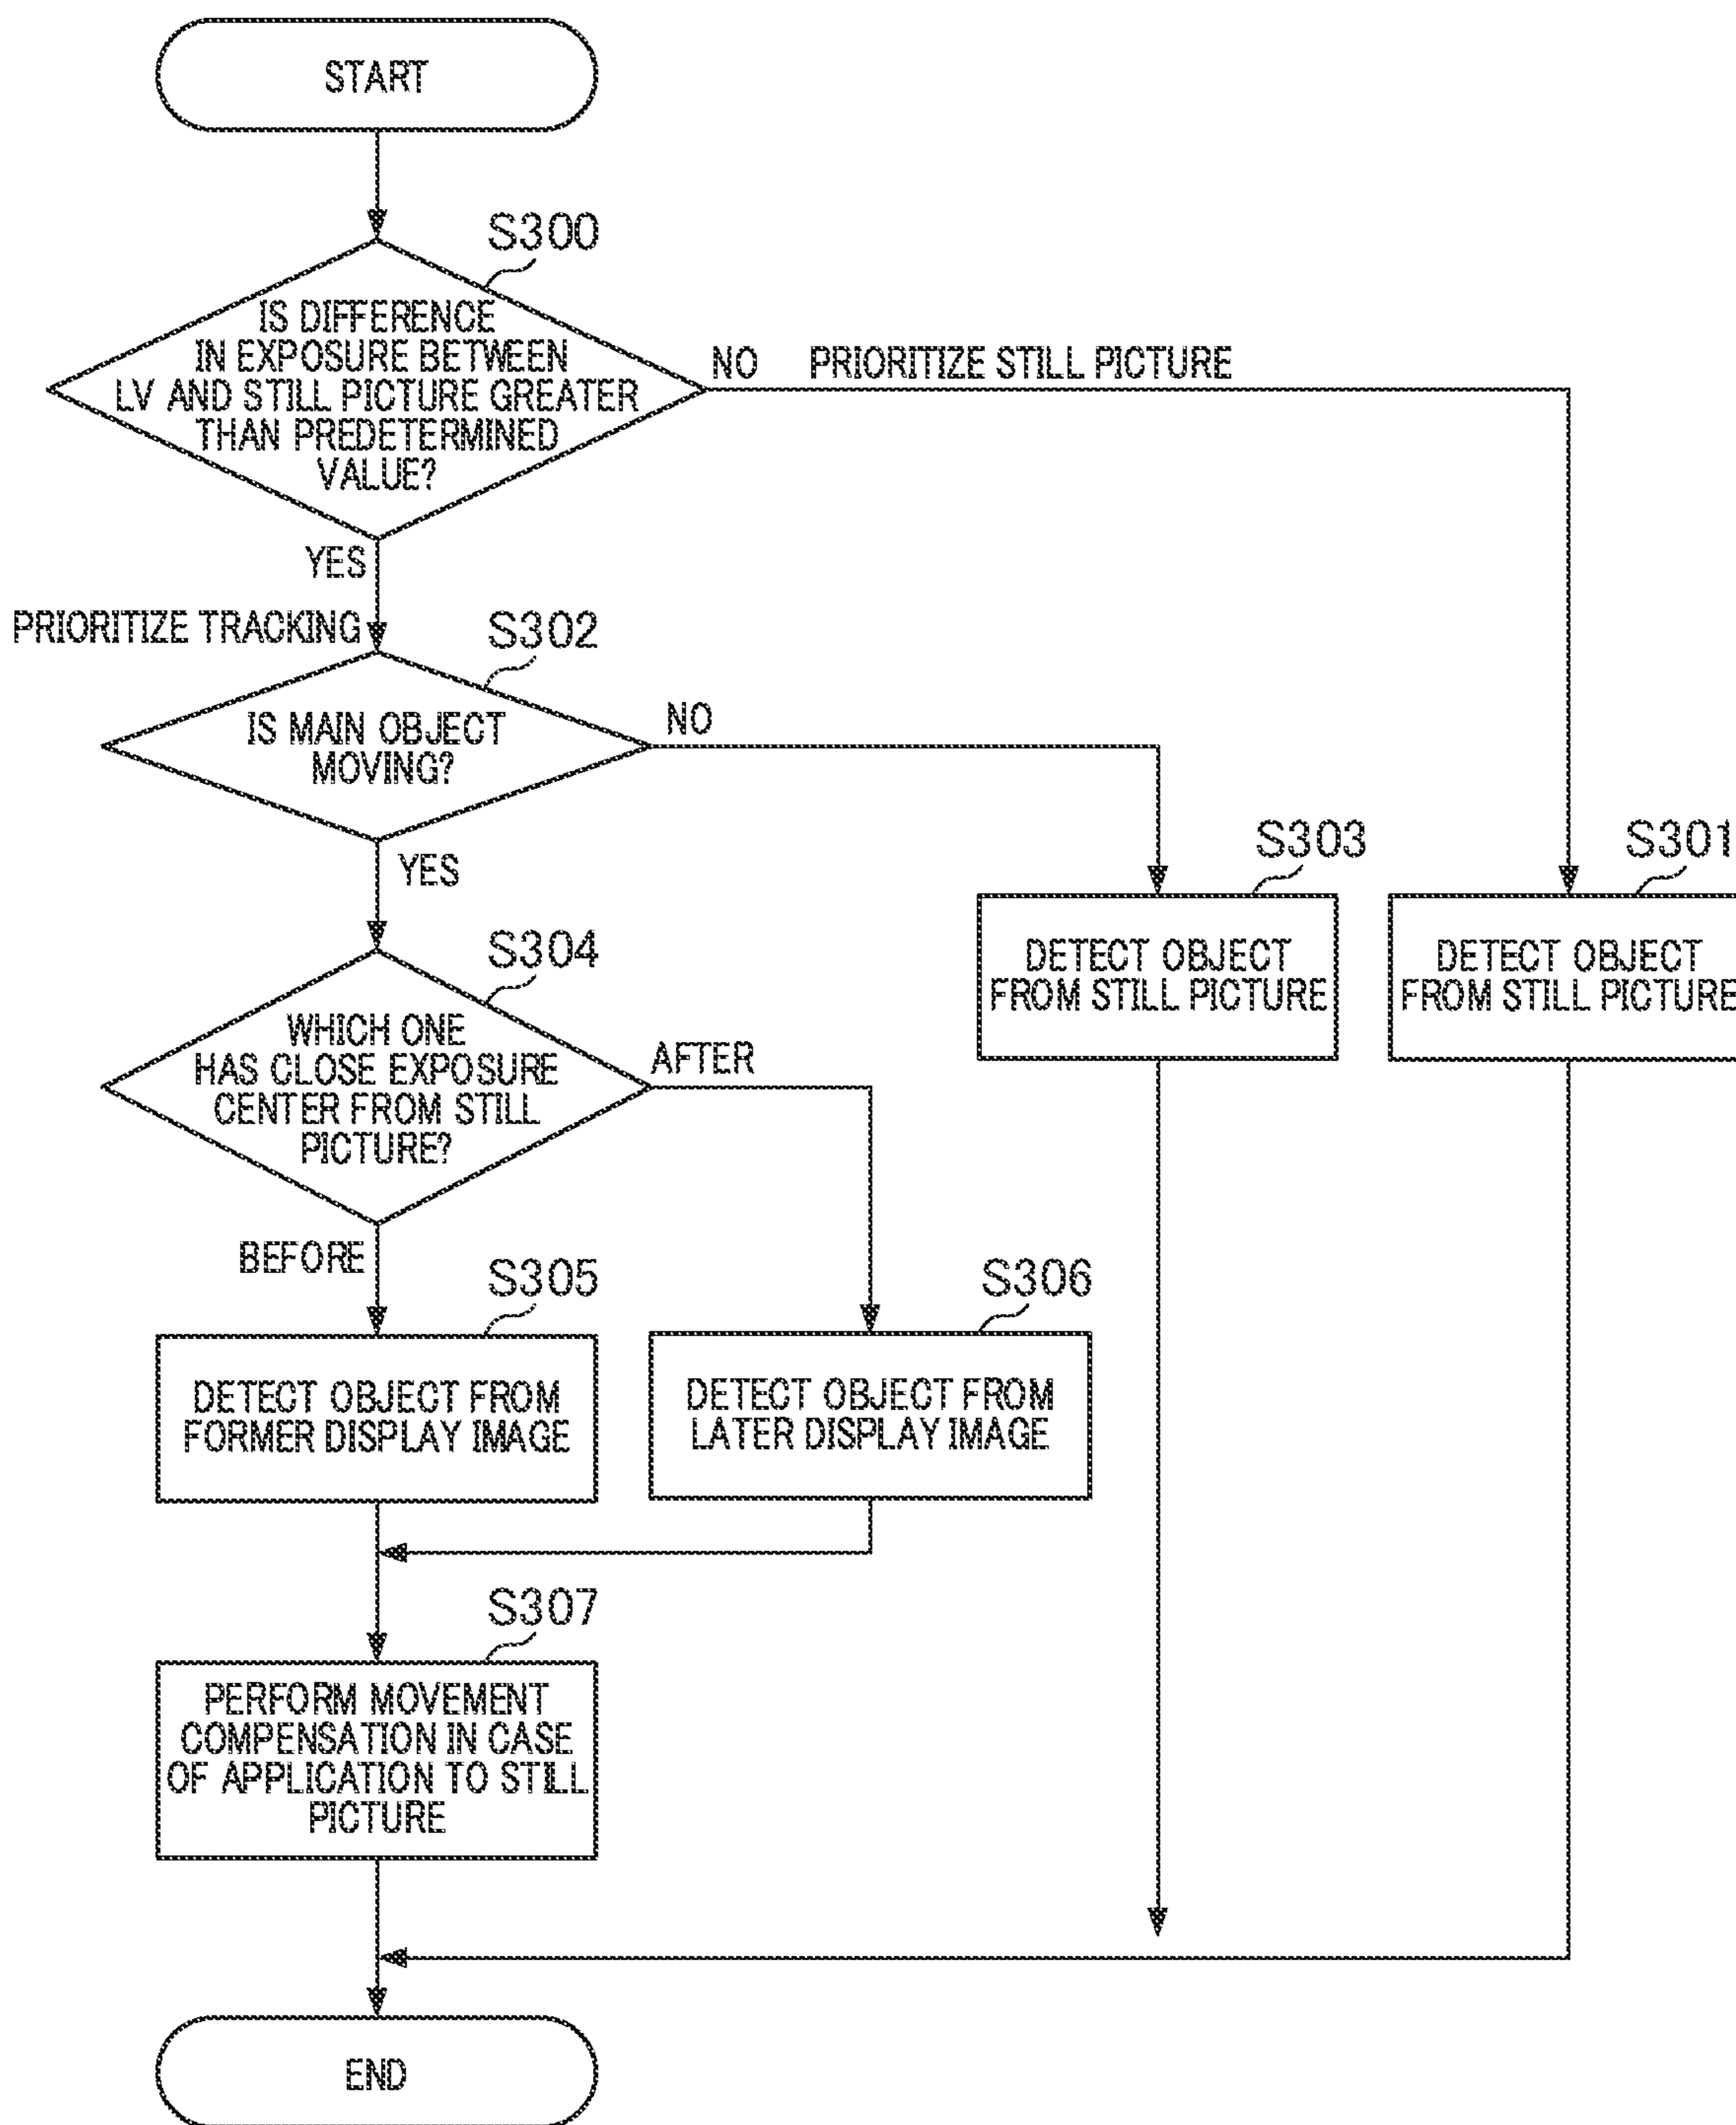 START
S300
IS DIFFERENCE
IN EXPOSURE BETWEEN
LV AND STILL PICTURE GREATER
THAN PREDETERMINED
VALUE?
NO PRIORITIZE STILL PICTURE
YES
PRIORITIZE TRACKING
S302
IS MAIN OBJECT
MOVING?
NO
YES
S303
DETECT OBJECT
FROM STILL PICTURE
S301
DETECT OBJECT
FROM STILL PICTURE
S304
WHICH ONE
HAS CLOSE EXPOSURE
CENTER FROM STILL
PICTURE?
AFTER
BEFORE
S305
DETECT OBJECT FROM
FORMER DISPLAY IMAGE
S306
DETECT OBJECT FROM
LATER DISPLAY IMAGE
S307
PERFORM MOVEMENT
COMPENSATION IN CASE
OF APPLICATION TO STILL
PICTURE
END